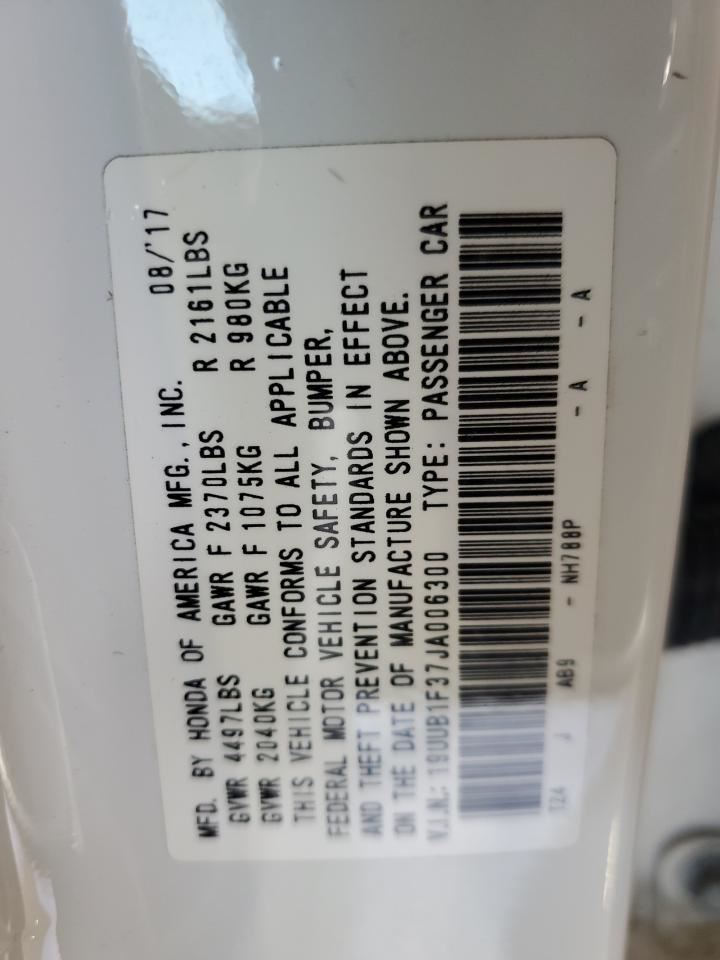 MFD. BY HONDA OF AMERICA MFG., INC. 08/'17
GVWR 4497LBS GAWR F 2370LBS R 2161LBS
GVWR 2040KG GAWR F 1075KG R 980KG
THIS VEHICLE CONFORMS TO ALL APPLICABLE
FEDERAL MOTOR VEHICLE SAFETY, BUMPER,
AND THEFT PREVENTION STANDARDS IN EFFECT
ON THE DATE OF MANUFACTURE SHOWN ABOVE.
V.I.N.: 19UUB1F37JA006300 TYPE: PASSENGER CAR
TZ4 J AB9 - NH788P - A - A